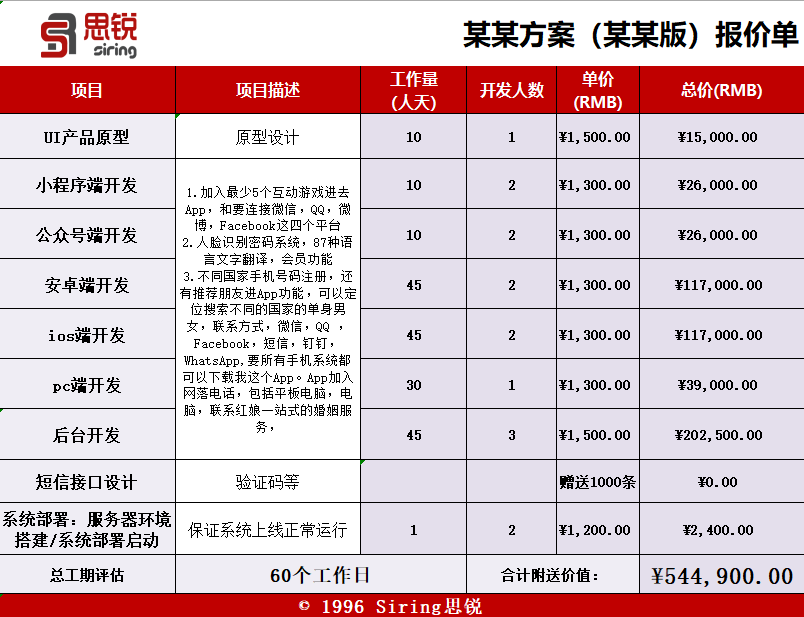 思锐
siring
某某方案（某某版）报价单
项目 项目描述 工作量(人天) 开发人数 单价(RMB) 总价(RMB)
UI产品原型 原型设计 10 1 ¥1,500.00 ¥15,000.00
小程序端开发 10 2 ¥1,300.00 ¥26,000.00
公众号端开发 10 2 ¥1,300.00 ¥26,000.00
安卓端开发 45 2 ¥1,300.00 ¥117,000.00
ios端开发 45 2 ¥1,300.00 ¥117,000.00
pc端开发 30 1 ¥1,300.00 ¥39,000.00
后台开发 45 3 ¥1,500.00 ¥202,500.00
1.加入最少5个互动游戏进去
App，和要连接微信，QQ，微
博，Facebook这四个平台
2.人脸识别密码系统，87种语
言文字翻译，会员功能
3.不同国家手机号码注册，还
有推荐朋友进App功能，可以定
位搜索不同的国家的单身男
女，联系方式，微信，QQ ，
Facebook，短信，钉钉，
WhatsApp,要所有手机系统都
可以下载我这个App。App加入
网落电话，包括平板电脑，电
脑，联系红娘一站式的婚姻服
务，
短信接口设计 验证码等 赠送1000条 ¥0.00
系统部署：服务器环境
搭建/系统部署启动 保证系统上线正常运行 1 2 ¥1,200.00 ¥2,400.00
总工期评估 60个工作日 合计附送价值： ¥544,900.00
© 1996 Siring思锐